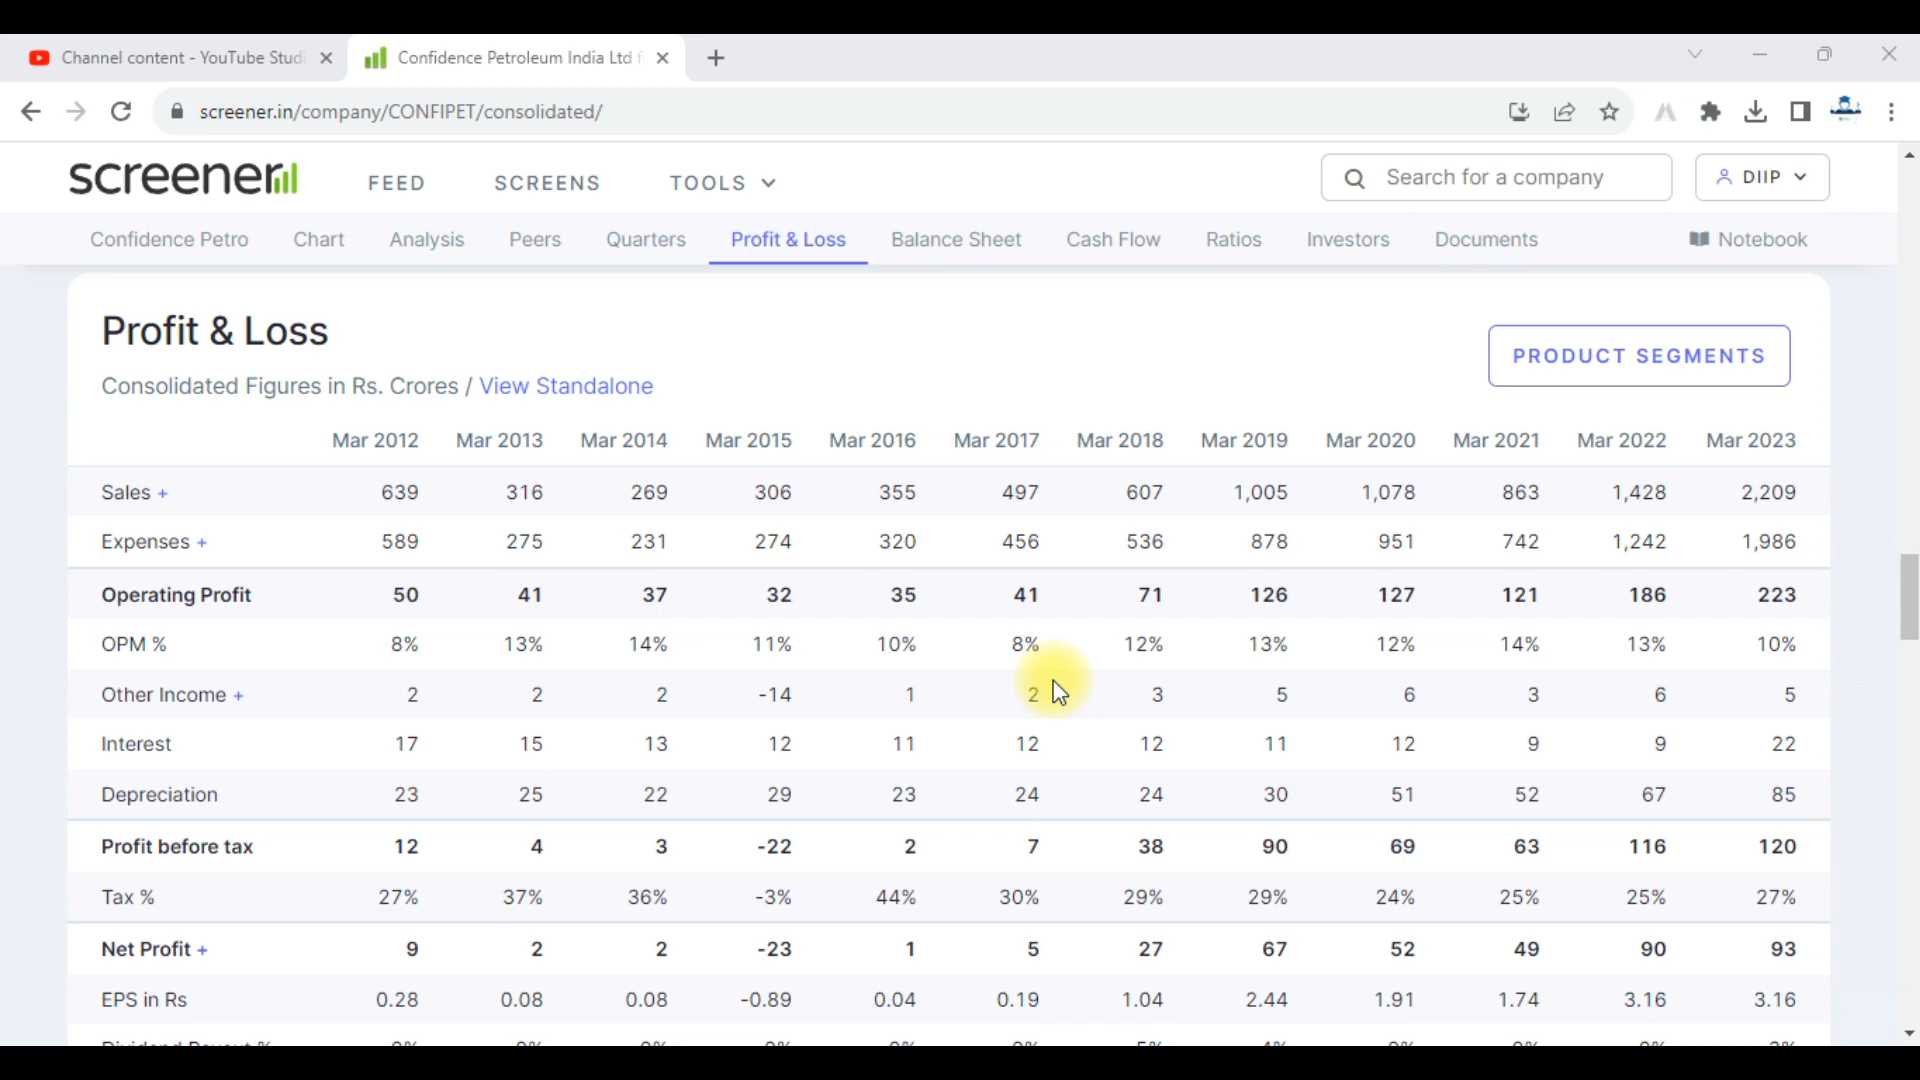 Channel content - YouTube Studi
Confidence Petroleum India Ltd f
screener.in/company/CONFIPET/consolidated/
screener
FEED SCREENS TOOLS
Search for a company
DIIP
Confidence Petro Chart Analysis Peers Quarters Profit & Loss Balance Sheet Cash Flow Ratios Investors Documents Notebook
Profit & Loss
PRODUCT SEGMENTS
Consolidated Figures in Rs. Crores / View Standalone
Mar 2012 Mar 2013 Mar 2014 Mar 2015 Mar 2016 Mar 2017 Mar 2018 Mar 2019 Mar 2020 Mar 2021 Mar 2022 Mar 2023
Sales + 639 316 269 306 355 497 607 1,005 1,078 863 1,428 2,209
Expenses + 589 275 231 274 320 456 536 878 951 742 1,242 1,986
Operating Profit 50 41 37 32 35 41 71 126 127 121 186 223
OPM % 8% 13% 14% 11% 10% 8% 12% 13% 12% 14% 13% 10%
Other Income + 2 2 2 -14 1 2 3 5 6 3 6 5
Interest 17 15 13 12 11 12 12 11 12 9 9 22
Depreciation 23 25 22 29 23 24 24 30 51 52 67 85
Profit before tax 12 4 3 -22 2 7 38 90 69 63 116 120
Tax % 27% 37% 36% -3% 44% 30% 29% 29% 24% 25% 25% 27%
Net Profit + 9 2 2 -23 1 5 27 67 52 49 90 93
EPS in Rs 0.28 0.08 0.08 -0.89 0.04 0.19 1.04 2.44 1.91 1.74 3.16 3.16